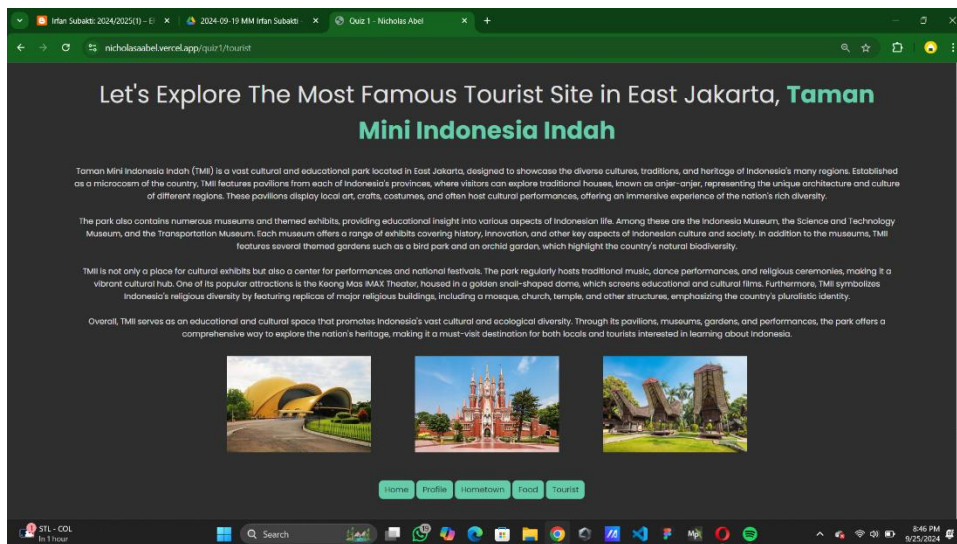 Irfan Subakti: 2024/2025(1) – El
2024-09-19 MM Irfan Subakti
Quiz 1 - Nicholas Abel
nicholasaabel.vercel.app/quiz1/tourist
Let's Explore The Most Famous Tourist Site in East Jakarta, Taman
Mini Indonesia Indah
Taman Mini Indonesia Indah (TMII) is a vast cultural and educational park located in East Jakarta, designed to showcase the diverse cultures, traditions, and heritage of Indonesia's many regions. Established
as a microcosm of the country, TMII features pavilions from each of Indonesia's provinces, where visitors can explore traditional houses, known as anjer-anjer, representing the unique architecture and culture
of different regions. These pavilions display local art, crafts, costumes, and often host cultural performances, offering an immersive experience of the nation's rich diversity.
The park also contains numerous museums and themed exhibits, providing educational insight into various aspects of Indonesian life. Among these are the Indonesia Museum, the Science and Technology
Museum, and the Transportation Museum. Each museum offers a range of exhibits covering history, innovation, and other key aspects of Indonesian culture and society. In addition to the museums, TMII
features several themed gardens such as a bird park and an orchid garden, which highlight the country's natural biodiversity.
TMII is not only a place for cultural exhibits but also a center for performances and national festivals. The park regularly hosts traditional music, dance performances, and religious ceremonies, making it a
vibrant cultural hub. One of its popular attractions is the Keong Mas IMAX Theater, housed in a golden snail-shaped dome, which screens educational and cultural films. Furthermore, TMII symbolizes
Indonesia's religious diversity by featuring replicas of major religious buildings, including a mosque, church, temple, and other structures, emphasizing the country's pluralistic identity.
Overall, TMII serves as an educational and cultural space that promotes Indonesia's vast cultural and ecological diversity. Through its pavilions, museums, gardens, and performances, the park offers a
comprehensive way to explore the nation's heritage, making it a must-visit destination for both locals and tourists interested in learning about Indonesia.
Home Profile Hometown Food Tourist
STL - COL
In 1 hour
Search
8:46 PM
9/25/2024